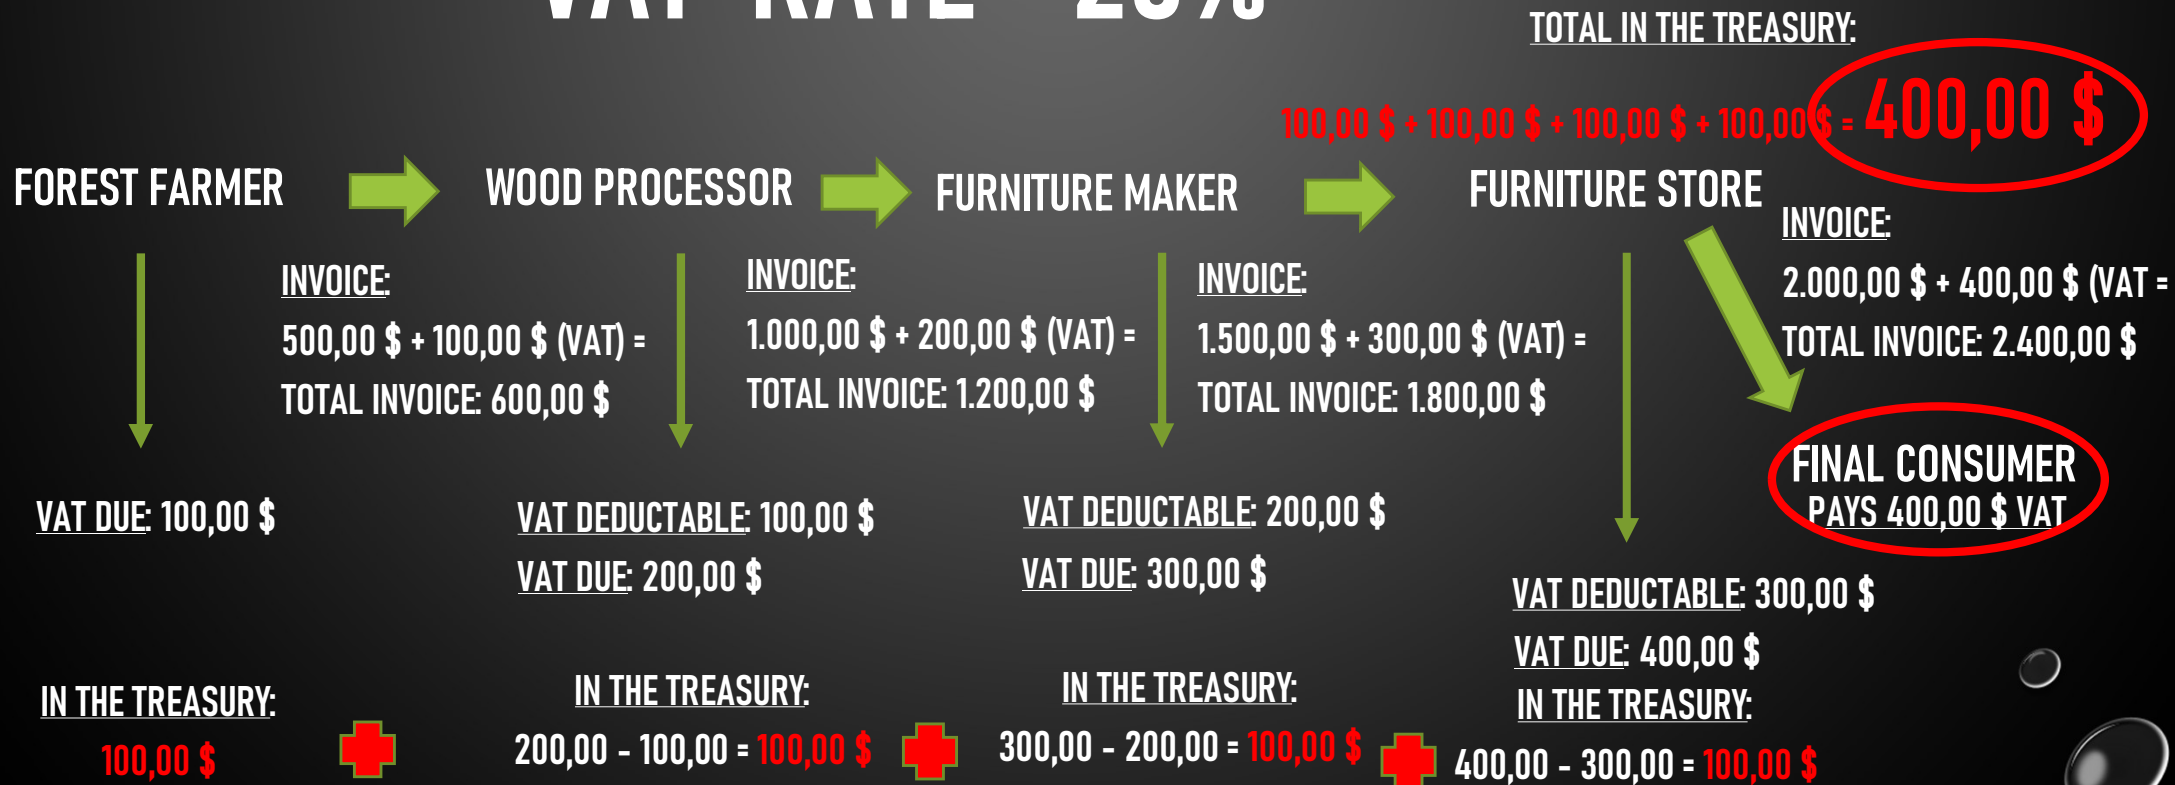 VAT RATE 20%
TOTAL IN THE TREASURY:
100,00 $ + 100,00 $ + 100,00 $ + 100,00 $ = 400,00 $
FOREST FARMER
WOOD PROCESSOR
FURNITURE MAKER
FURNITURE STORE
INVOICE:
500,00 $ + 100,00 $ (VAT) =
TOTAL INVOICE: 600,00 $
INVOICE:
1.000,00 $ + 200,00 $ (VAT) =
TOTAL INVOICE: 1.200,00 $
INVOICE:
1.500,00 $ + 300,00 $ (VAT) =
TOTAL INVOICE: 1.800,00 $
INVOICE:
2.000,00 $ + 400,00 $ (VAT =
TOTAL INVOICE: 2.400,00 $
FINAL CONSUMER
PAYS 400,00 $ VAT
VAT DUE: 100,00 $
VAT DEDUCTABLE: 100,00 $
VAT DUE: 200,00 $
VAT DEDUCTABLE: 200,00 $
VAT DUE: 300,00 $
VAT DEDUCTABLE: 300,00 $
VAT DUE: 400,00 $
IN THE TREASURY:
100,00 $
IN THE TREASURY:
200,00 - 100,00 = 100,00 $
IN THE TREASURY:
300,00 - 200,00 = 100,00 $
IN THE TREASURY:
400,00 - 300,00 = 100,00 $